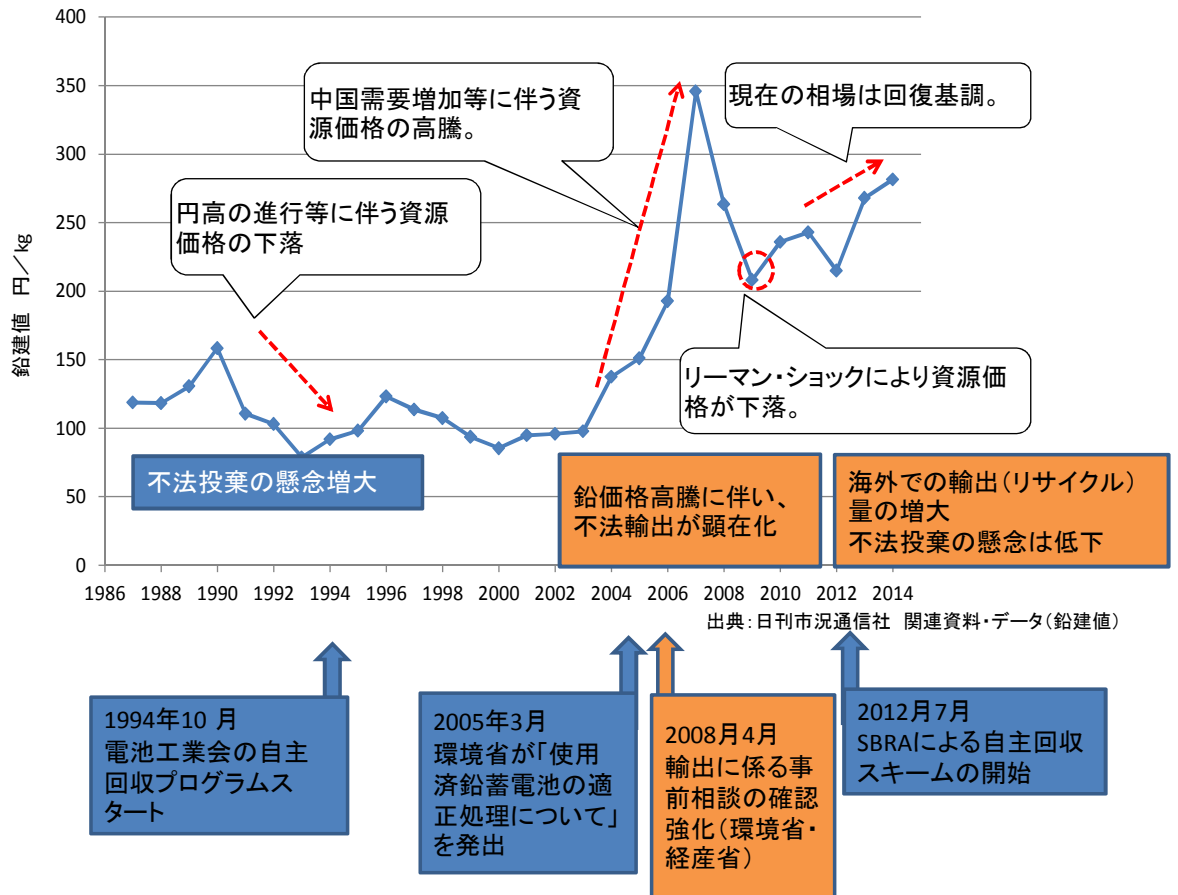 400
350
300
250
200
150
100
50
0
鉛建値 円／kg
中国需要増加等に伴う資
源価格の高騰。
現在の相場は回復基調。
円高の進行等に伴う資源
価格の下落
リーマン・ショックにより資源価
格が下落。
不法投棄の懸念増大
鉛価格高騰に伴い、
不法輸出が顕在化
海外での輸出（リサイクル）
量の増大
不法投棄の懸念は低下
1986 1988 1990 1992 1994 1996 1998 2000 2002 2004 2006 2008 2010 2012 2014
出典：日刊市況通信社 関連資料・データ（鉛建値）
1994年10 月
電池工業会の自主
回収プログラムス
タート
2005年3月
環境省が「使用
済鉛蓄電池の適
正処理について」
を発出
2008月4月
輸出に係る事
前相談の確認
強化（環境省・
経産省）
2012月7月
SBRAによる自主回収
スキームの開始